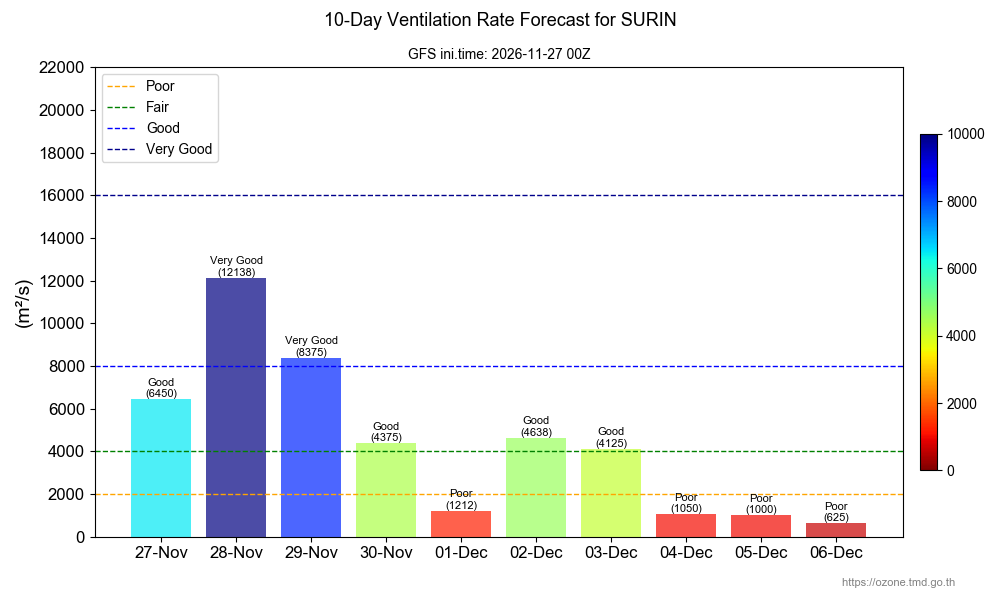 10-Day Ventilation Rate Forecast for SURIN
GFS ini.time: 2026-11-27 00Z
22000
20000
18000
16000
14000
12000
10000
8000
6000
4000
2000
0
(m²/s)
Poor
Fair
Good
Very Good
Good
(6450)
Very Good
(12138)
Very Good
(8375)
Good
(4375)
Poor
(1212)
Good
(4638)
Good
(4125)
Poor
(1050)
Poor
(1000)
Poor
(625)
27-Nov 28-Nov 29-Nov 30-Nov 01-Dec 02-Dec 03-Dec 04-Dec 05-Dec 06-Dec
10000
8000
6000
4000
2000
0
https://ozone.tmd.go.th